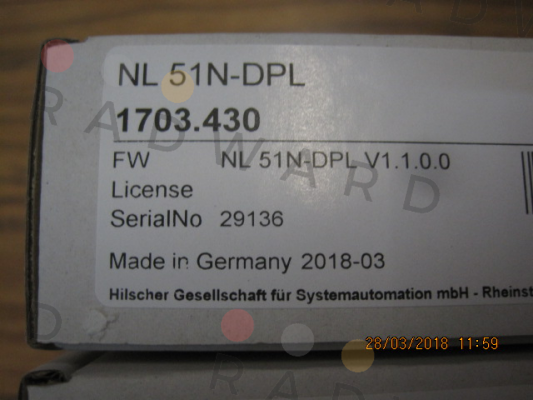 NL 51N-DPL
1703.430
FW NL 51N-DPL V1.1.0.0
License
SerialNo 29136
Made in Germany 2018-03
Hilscher Gesellschaft für Systemautomation mbH - Rheinst
28/03/2018 11:59
RADWARD
RADWARD